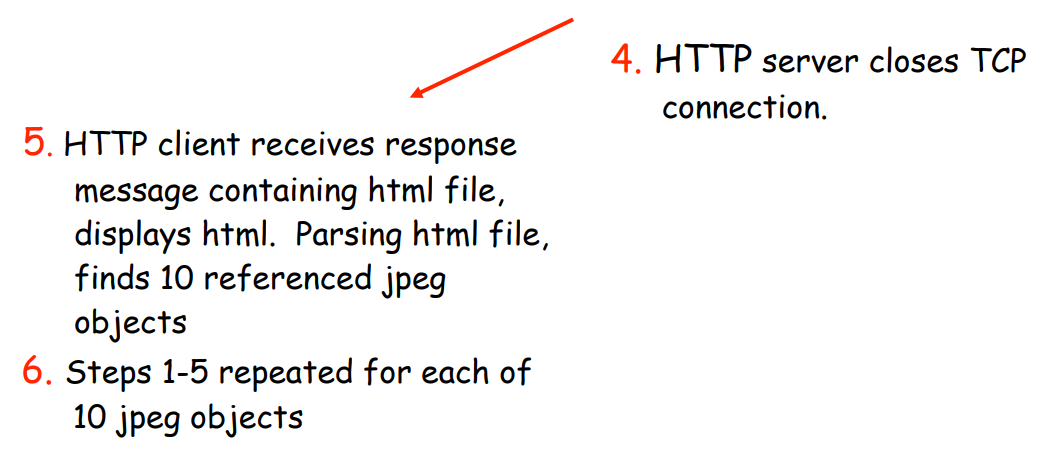 4. HTTP server closes TCP
connection.
5. HTTP client receives response
message containing html file,
displays html. Parsing html file,
finds 10 referenced jpeg
objects
6. Steps 1-5 repeated for each of
10 jpeg objects